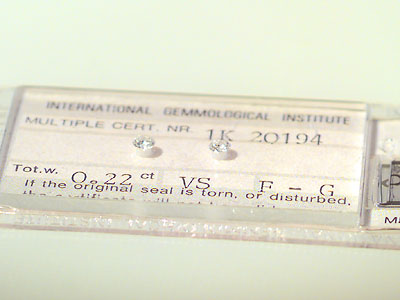 INTERNATIONAL GEMMOLOGICAL INSTITUTE
MULTIPLE CERT. NR. 1K 20194
Tot.w. 0.22 ct VS F - G
If the original seal is torn, or disturbed,